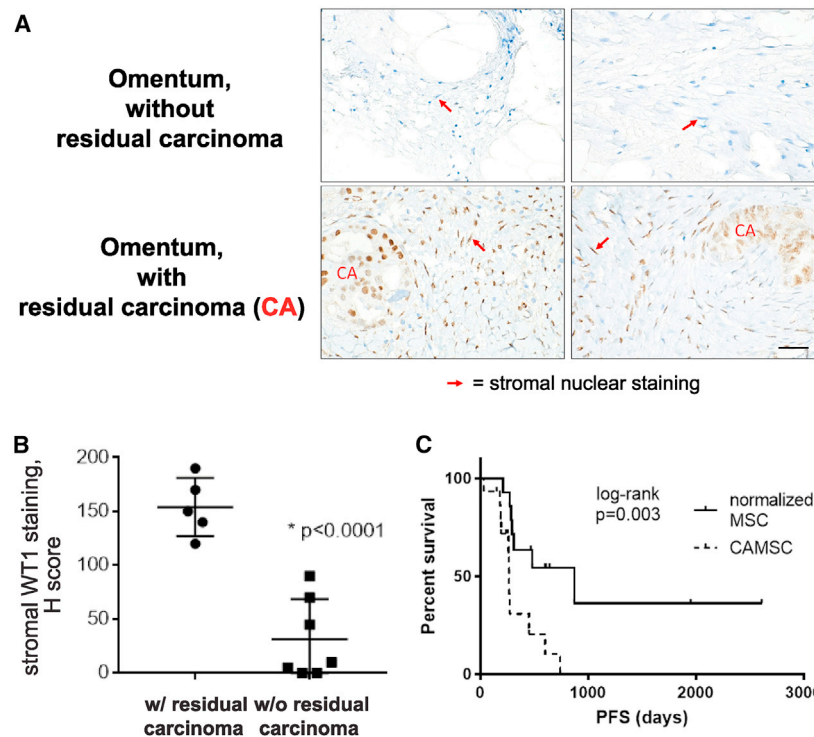 A
Omentum,
without
residual carcinoma
Omentum,
with
residual carcinoma (CA)
CA
CA
= stromal nuclear staining
B
stromal WT1 staining,
H score
200
150
100
50
0
* p<0.0001
w/ residual
carcinoma
w/o residual
carcinoma
C
Percent survival
100
50
0
log-rank
p=0.003
normalized
MSC
CAMSC
0
1000
2000
3000
PFS (days)